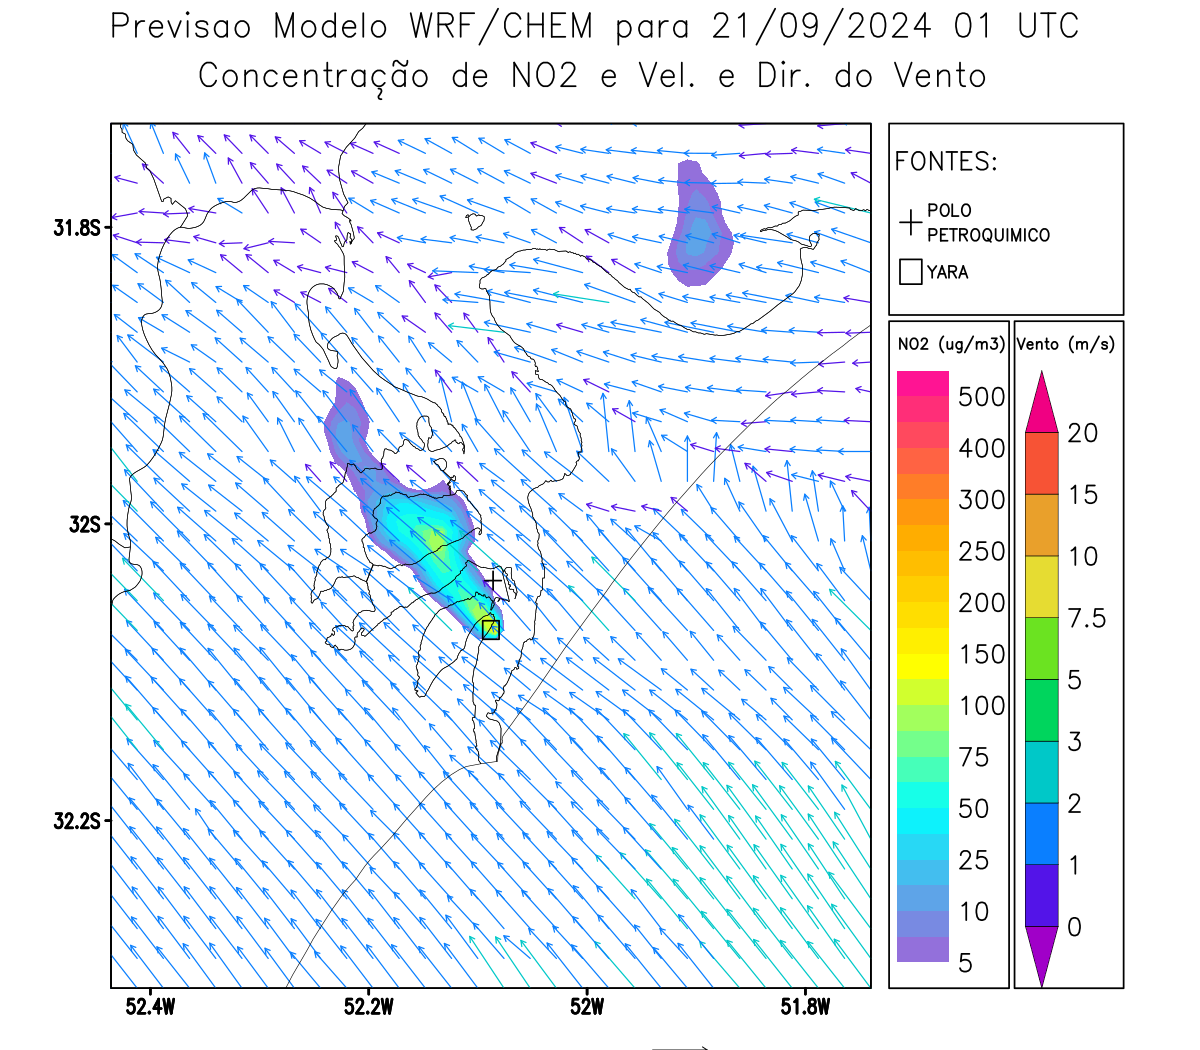 Previsao Modelo WRF/CHEM para 21/09/2024 01 UTC
Concentração de NO2 e Vel. e Dir. do Vento
FONTES:
POLO
PETROQUIMICO
YARA
NO2 (ug/m3)
500
400
300
250
200
150
100
75
50
25
10
5
Vento (m/s)
20
15
10
7.5
5
3
2
1
0
31.8S
32S
32.2S
52.4W
52.2W
52W
51.8W